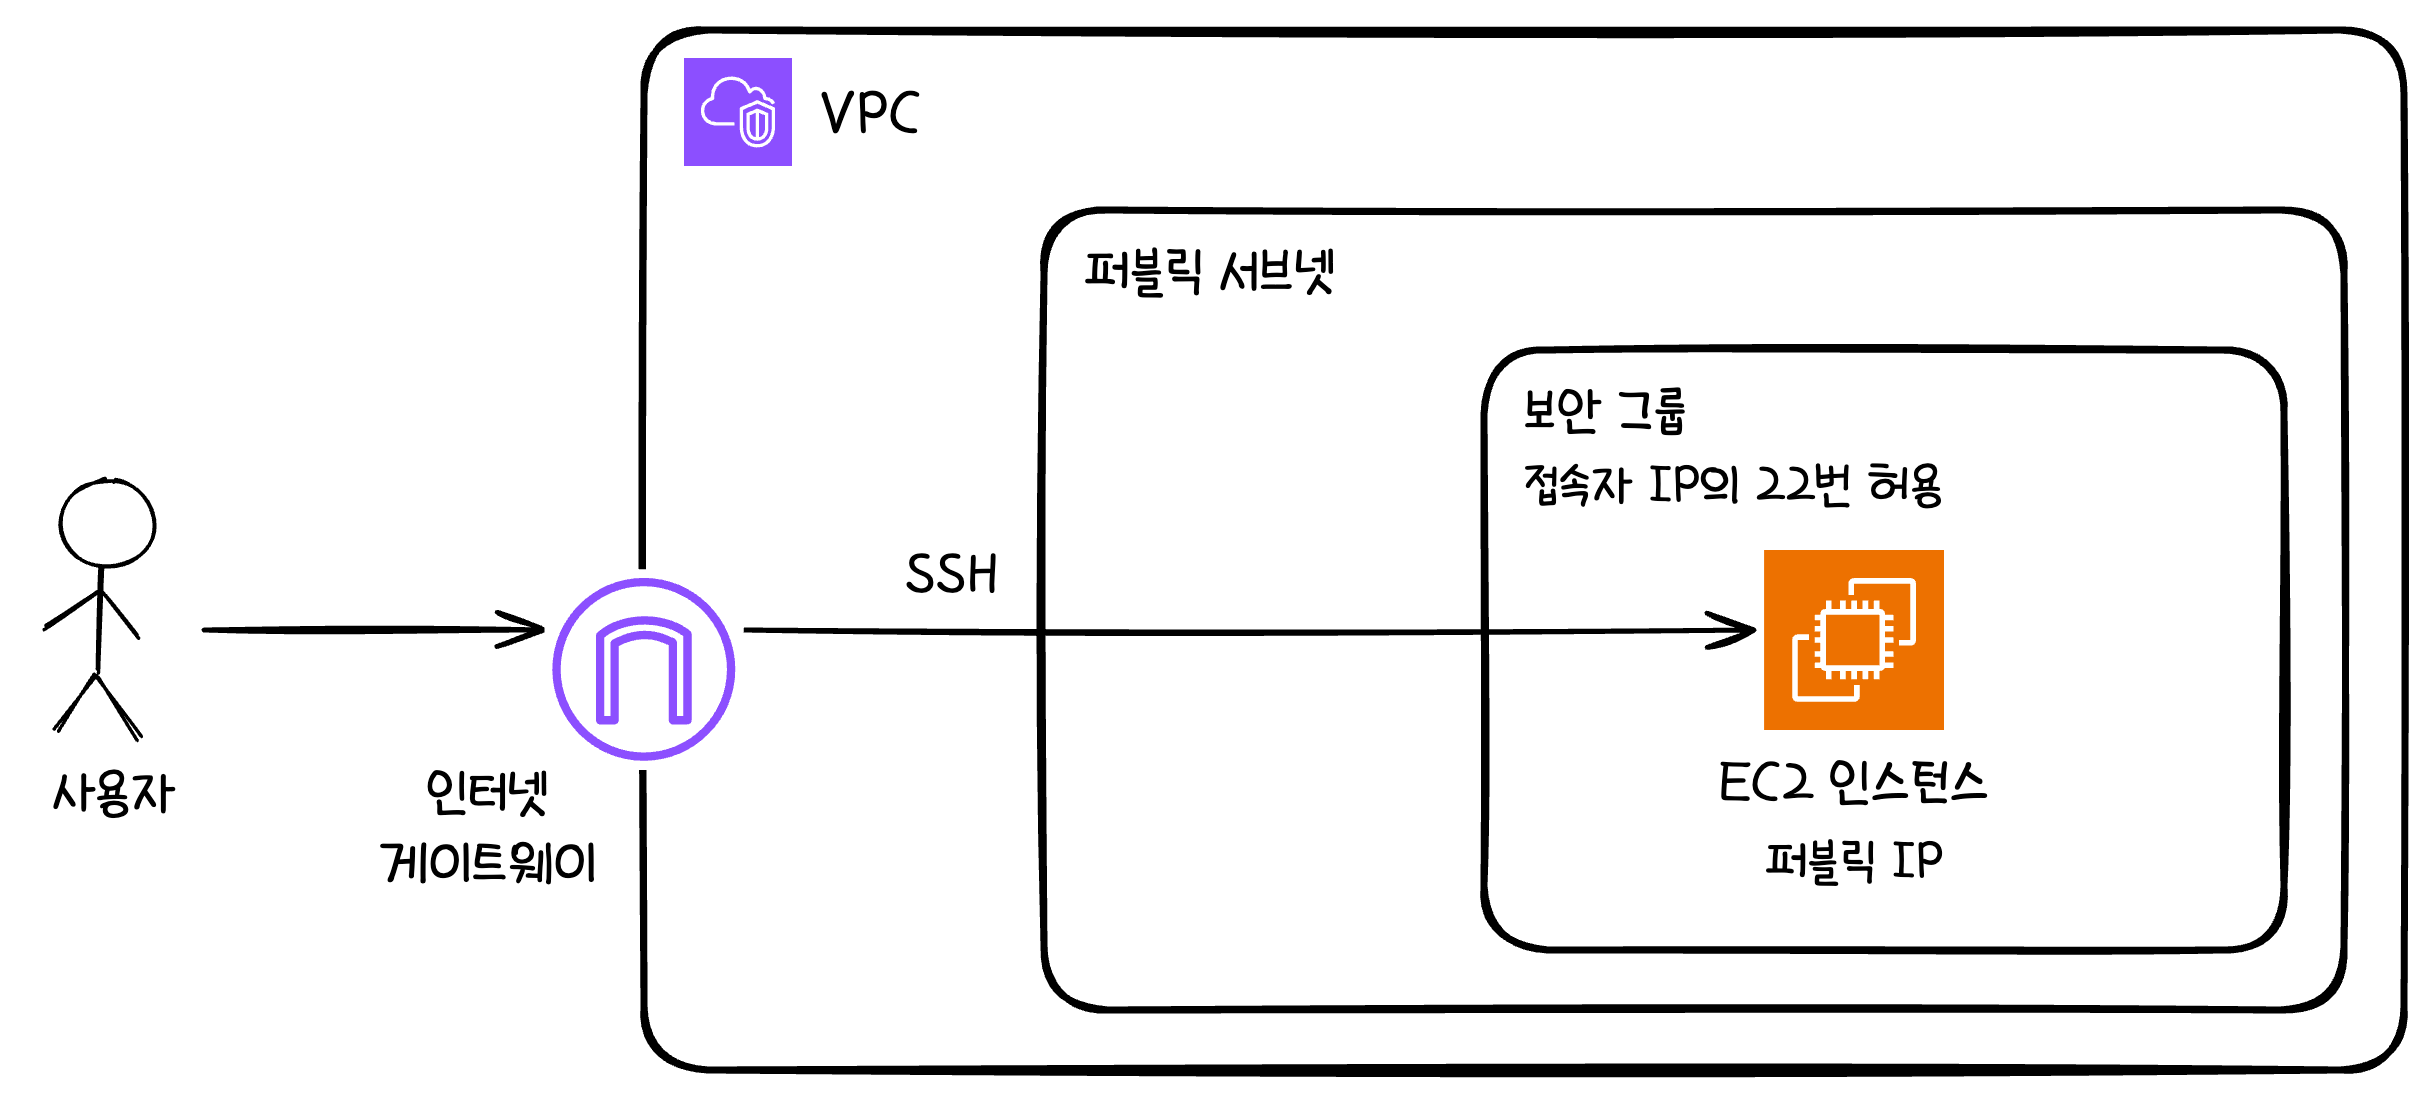 VPC
퍼블릭 서브넷
보안 그룹
접속자 IP의 22번 허용
SSH
사용자
인터넷
게이트웨이
EC2 인스턴스
퍼블릭 IP